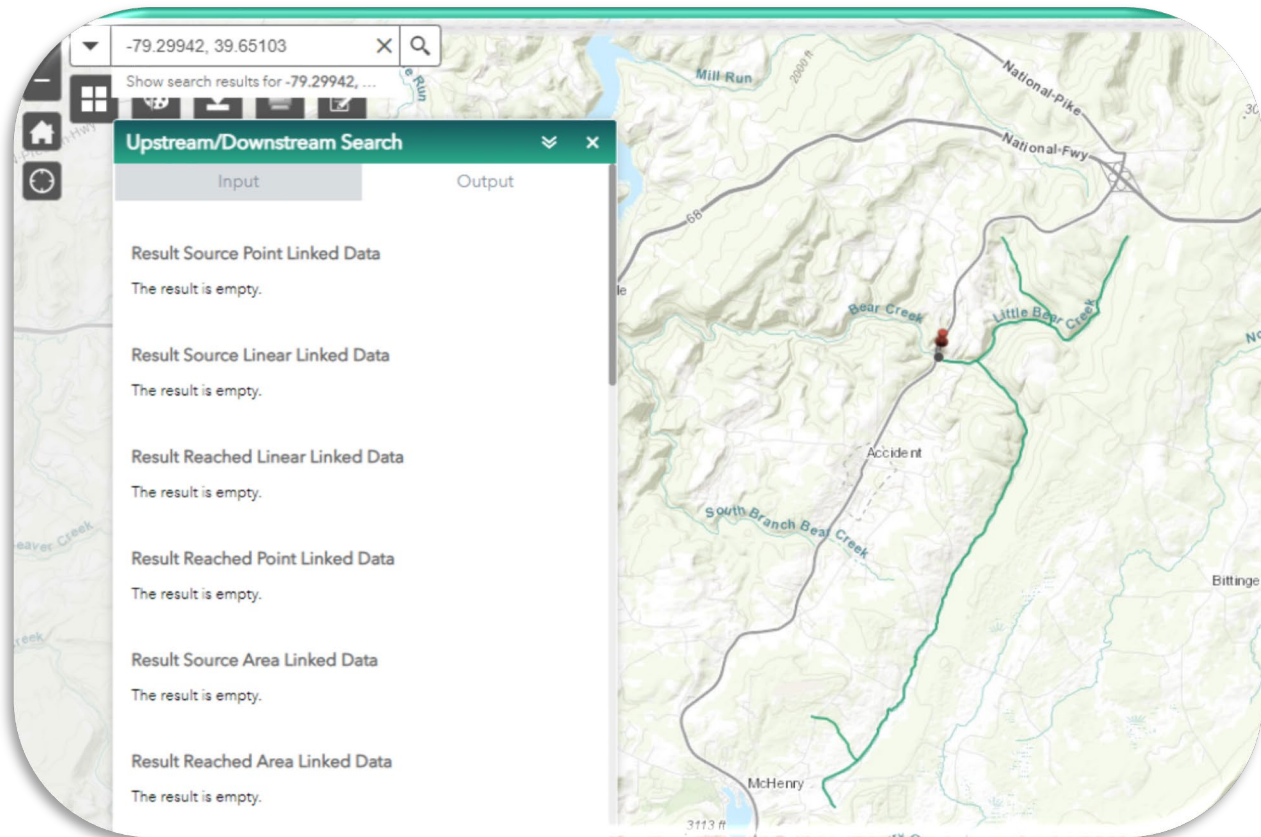 -79.29942, 39.65103
Show search results for -79.29942, ...
Upstream/Downstream Search
Input
Output
Result Source Point Linked Data
The result is empty.
Result Source Linear Linked Data
The result is empty.
Result Reached Linear Linked Data
The result is empty.
Result Reached Point Linked Data
The result is empty.
Result Source Area Linked Data
The result is empty.
Result Reached Area Linked Data
The result is empty.
Mill Run
2000 ft
National-Pike
National-Fwy
68
Bear Creek
Little Bear Creek
Accident
South Branch Bear Creek
Bittinge
McHenry
3113 ft